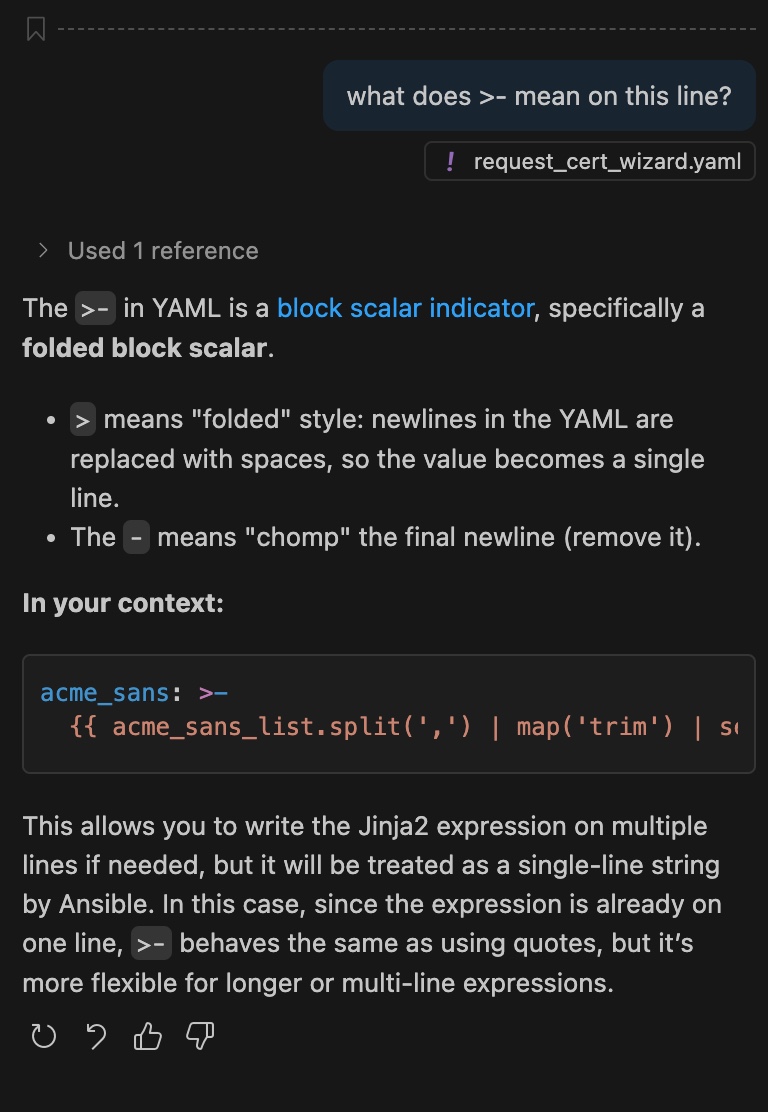 what does >- mean on this line?
! request_cert_wizard.yaml
Used 1 reference
The >- in YAML is a block scalar indicator, specifically a
folded block scalar.
• > means "folded" style: newlines in the YAML are
replaced with spaces, so the value becomes a single
line.
• The - means "chomp" the final newline (remove it).
In your context:
acme_sans: >-
{{ acme_sans_list.split(',') | map('trim') | s
This allows you to write the Jinja2 expression on multiple
lines if needed, but it will be treated as a single-line string
by Ansible. In this case, since the expression is already on
one line, >- behaves the same as using quotes, but it’s
more flexible for longer or multi-line expressions.